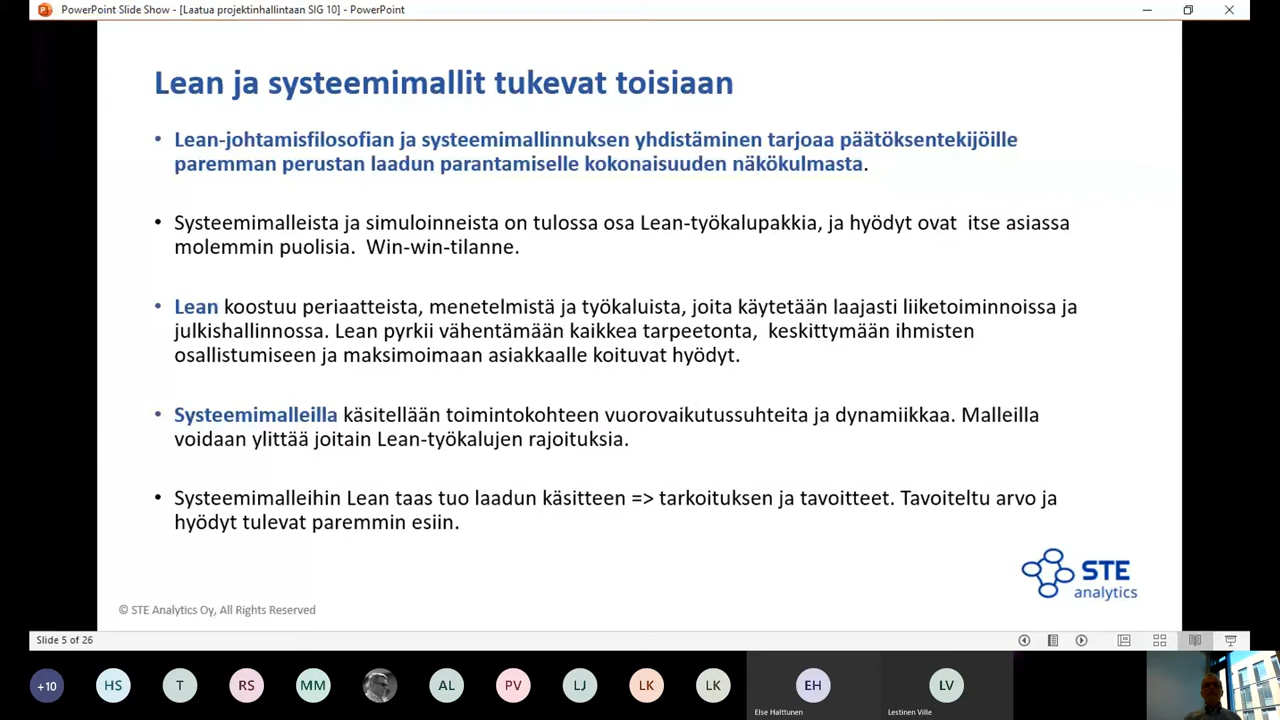 PowerPoint Slide Show - [Laatua projektinhallintaan SIG 10] - PowerPoint
Lean ja systeemimallit tukevat toisiaan
• Lean-johtamisfilosofian ja systeemimallinnuksen yhdistäminen tarjoaa päätöksentekijöille
paremman perustan laadun parantamiselle kokonaisuuden näkökulmasta.
• Systeemimalleista ja simuloinneista on tulossa osa Lean-työkalupakkia, ja hyödyt ovat  itse asiassa
molemmin puolisia.  Win-win-tilanne.
• Lean koostuu periaatteista, menetelmistä ja työkaluista, joita käytetään laajasti liiketoiminnoissa ja
julkishallinnossa. Lean pyrkii vähentämään kaikkea tarpeetonta,  keskittymään ihmisten
osallistumiseen ja maksimoimaan asiakkaalle koituvat hyödyt.
• Systeemimalleilla käsitellään toimintokohteen vuorovaikutussuhteita ja dynamiikkaa. Malleilla
voidaan ylittää joitain Lean-työkalujen rajoituksia.
• Systeemimalleihin Lean taas tuo laadun käsitteen => tarkoituksen ja tavoitteet. Tavoiteltu arvo ja
hyödyt tulevat paremmin esiin.
STE
analytics
© STE Analytics Oy, All Rights Reserved
Slide 5 of 26
+10 HS T RS MM AL PV LJ LK LK EH LV
Else Halttunen Lestinen Ville